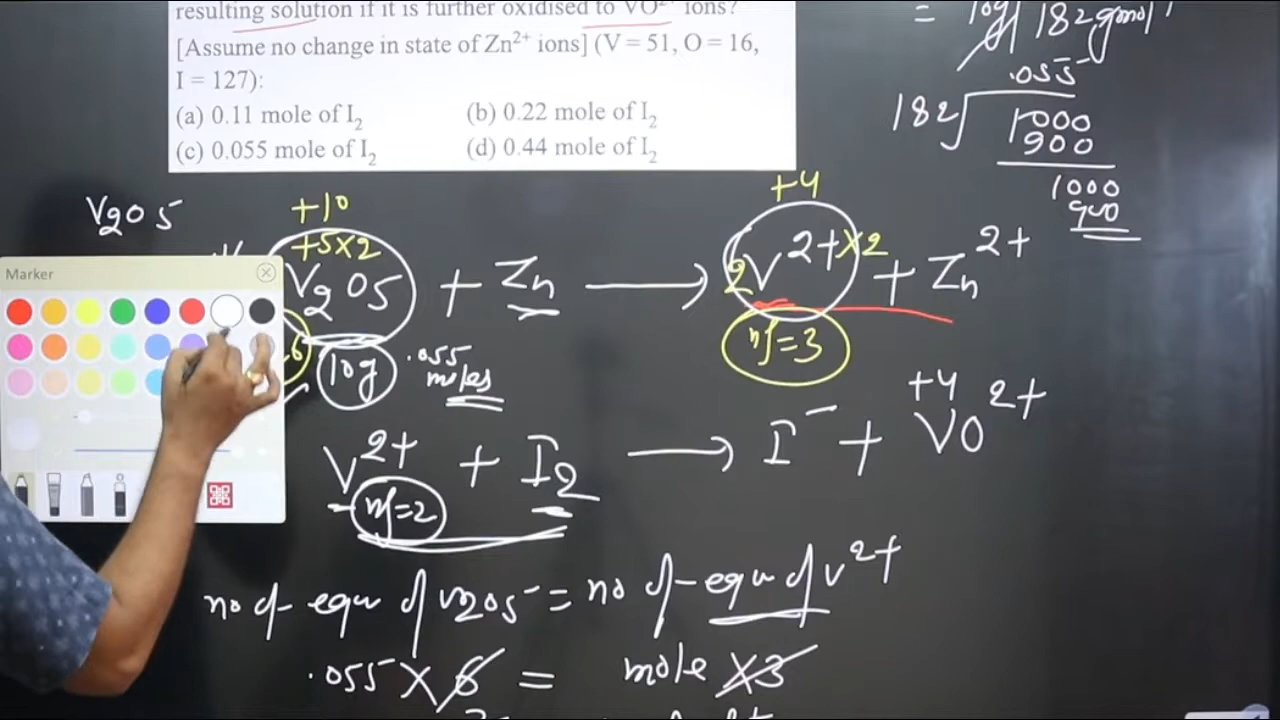 resulting solution if it is further oxidised to VO²⁺ ions?
[Assume no change in state of Zn²⁺ ions] (V = 51, O = 16,
I = 127):
(a) 0.11 mole of I₂ (b) 0.22 mole of I₂
(c) 0.055 mole of I₂ (d) 0.44 mole of I₂
= 10g / 182 gmol
.055
182 ) 1000
900
1000
900
V2O5
+10
+5×2
V2O5 + Zn → 2V²⁺ + Zn²⁺
+4
×2
nf=3
10g
.055
moles
+4
V²⁺ + I2 → I⁻ + VO²⁺
nf=2
no of equ of V2O5 = no of equ of V²⁺
.055 × 6 = mole × 3
Marker